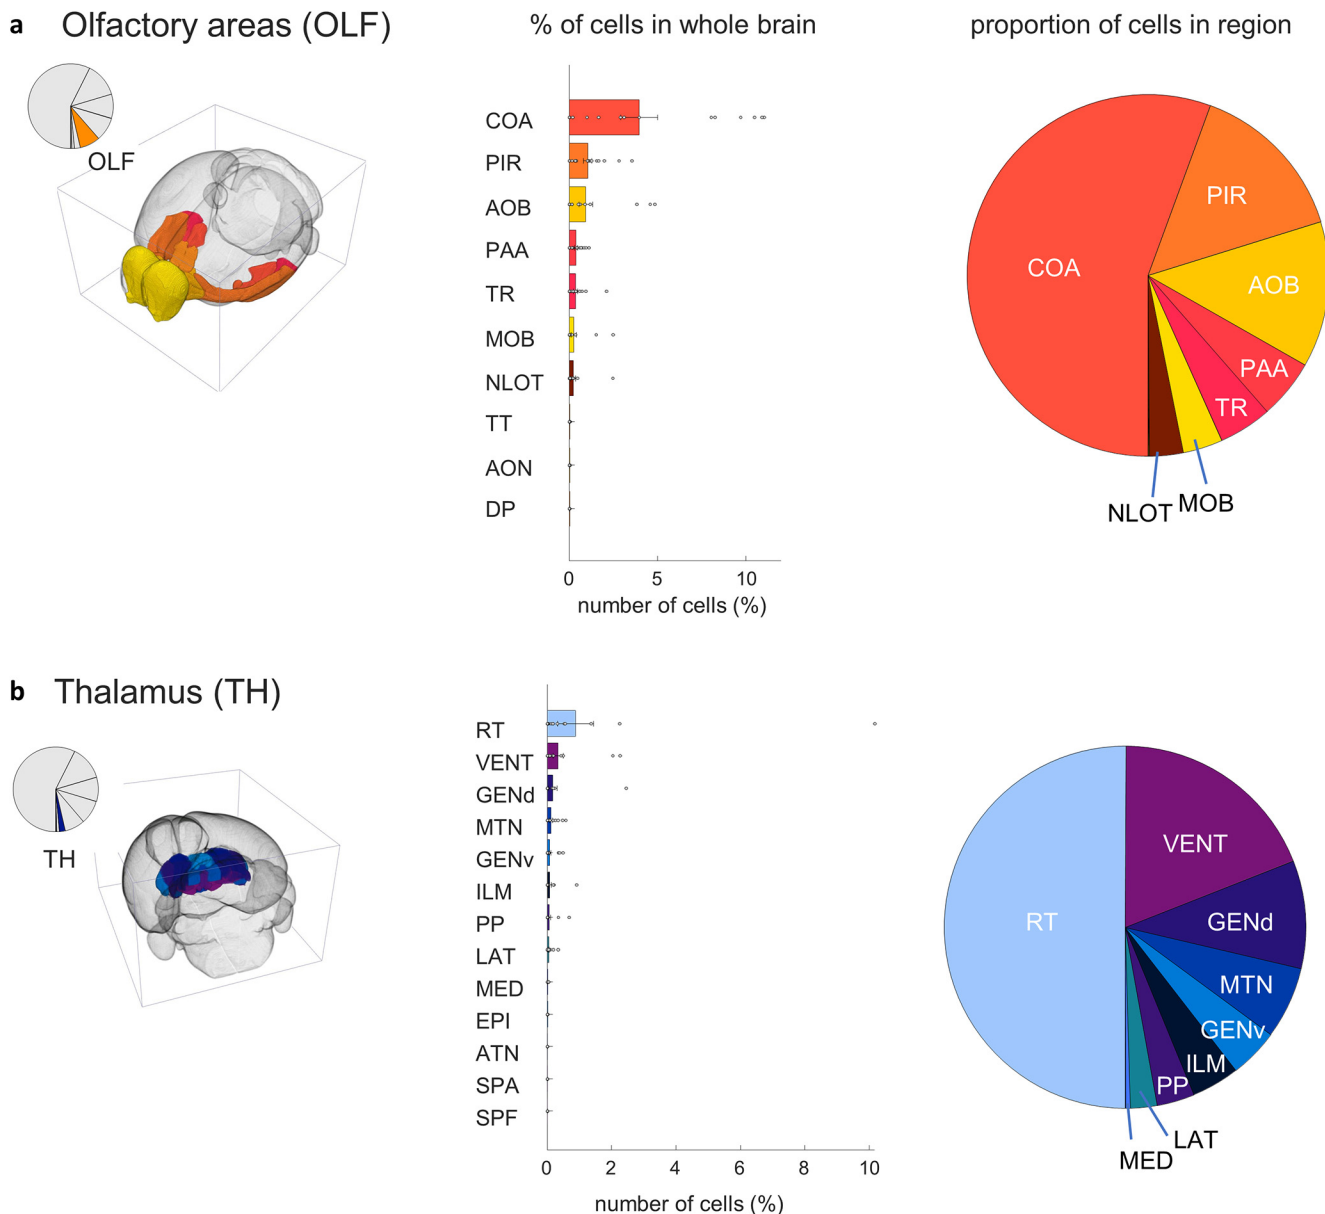 a Olfactory areas (OLF)
% of cells in whole brain
proportion of cells in region
OLF
COA
PIR
AOB
PAA
TR
MOB
NLOT
TT
AON
DP
0 5 10
number of cells (%)
COA
PIR
AOB
PAA
TR
MOB
NLOT
b Thalamus (TH)
TH
RT
VENT
GENd
MTN
GENv
ILM
PP
LAT
MED
EPI
ATN
SPA
SPF
0 2 4 6 8 10
number of cells (%)
RT
VENT
GENd
MTN
GENv
ILM
PP
LAT
MED